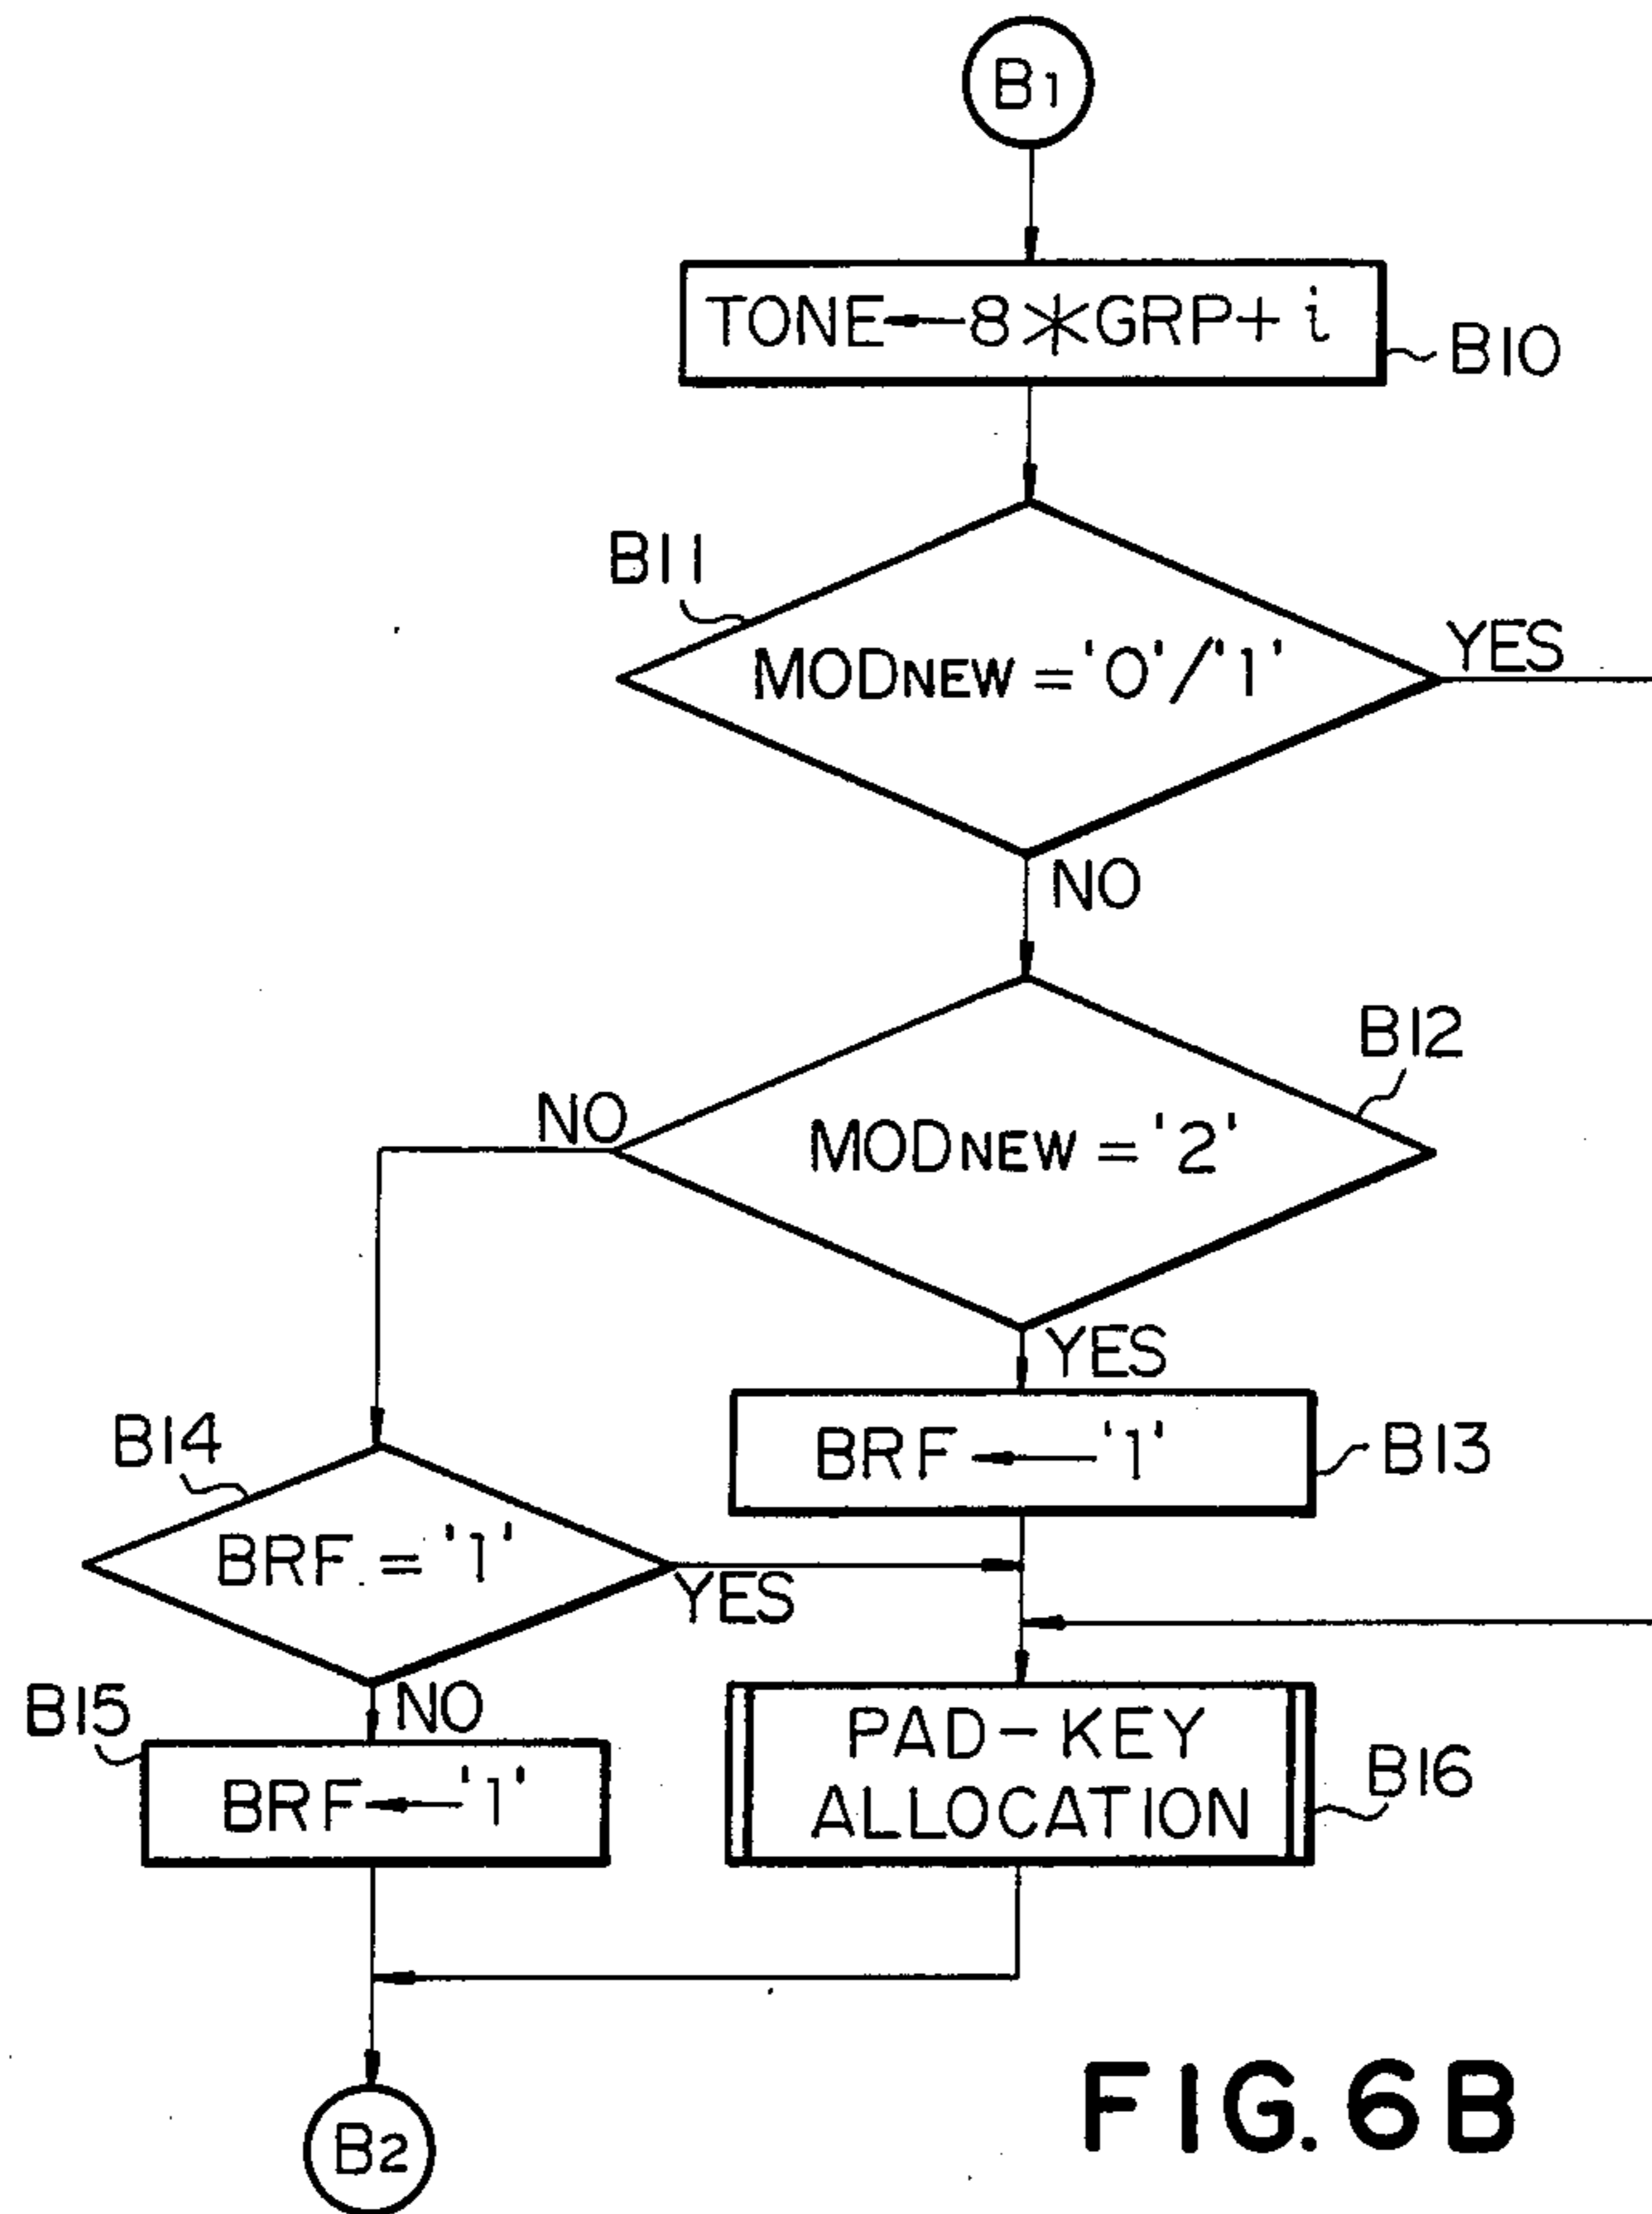 B1
TONE←8*GRP+i
B10
B11
MODNEW='0'/'1'
YES
NO
B12
NO
MODNEW='2'
YES
B14
BRF←'1'
B13
BRF='1'
YES
B15
NO
PAD-KEY
ALLOCATION
B16
BRF←'1'
B2
FIG.6B